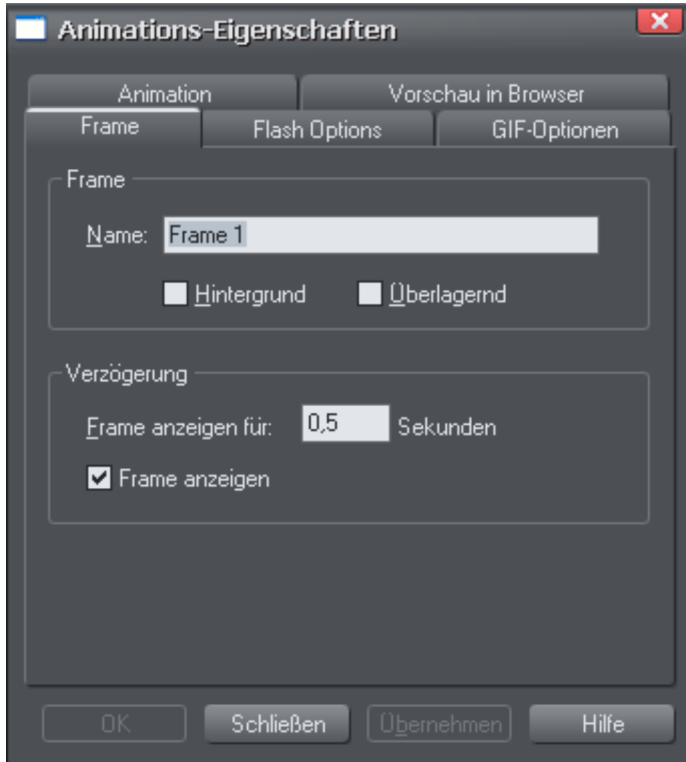 Animations-Eigenschaften
Animation Vorschau in Browser
Frame Flash Options GIF-Optionen
Frame
Name: Frame 1
Hintergrund Überlagernd
Verzögerung
Frame anzeigen für: 0,5 Sekunden
Frame anzeigen
OK Schließen Übernehmen Hilfe